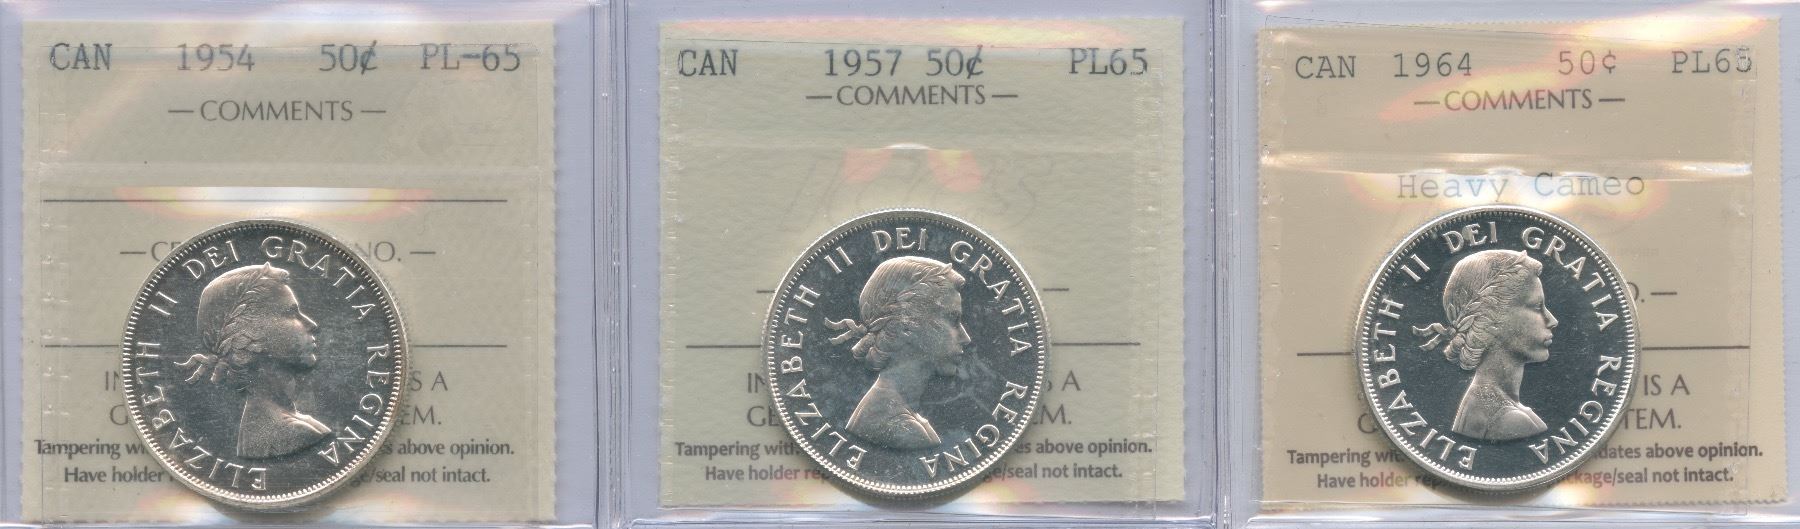 CAN 1954 50¢ PL-65
— COMMENTS —
NO. —
S A
EM.
Tampering
s above opinion.
Have holder
e/seal not intact.
ELIZABETH II DEI GRATIA REGINA
CAN 1957 50¢ PL65
— COMMENTS —
A
M.
Tampering with
es above opinion.
Have holder
e/seal not intact.
ELIZABETH II DEI GRATIA REGINA
CAN 1964 50¢
— COMMENTS —
Heavy Cameo
IS A
TEM.
Tampering
dates above opinion.
Have holder
ckage/seal not intact.
ELIZABETH II DEI GRATIA REGINA